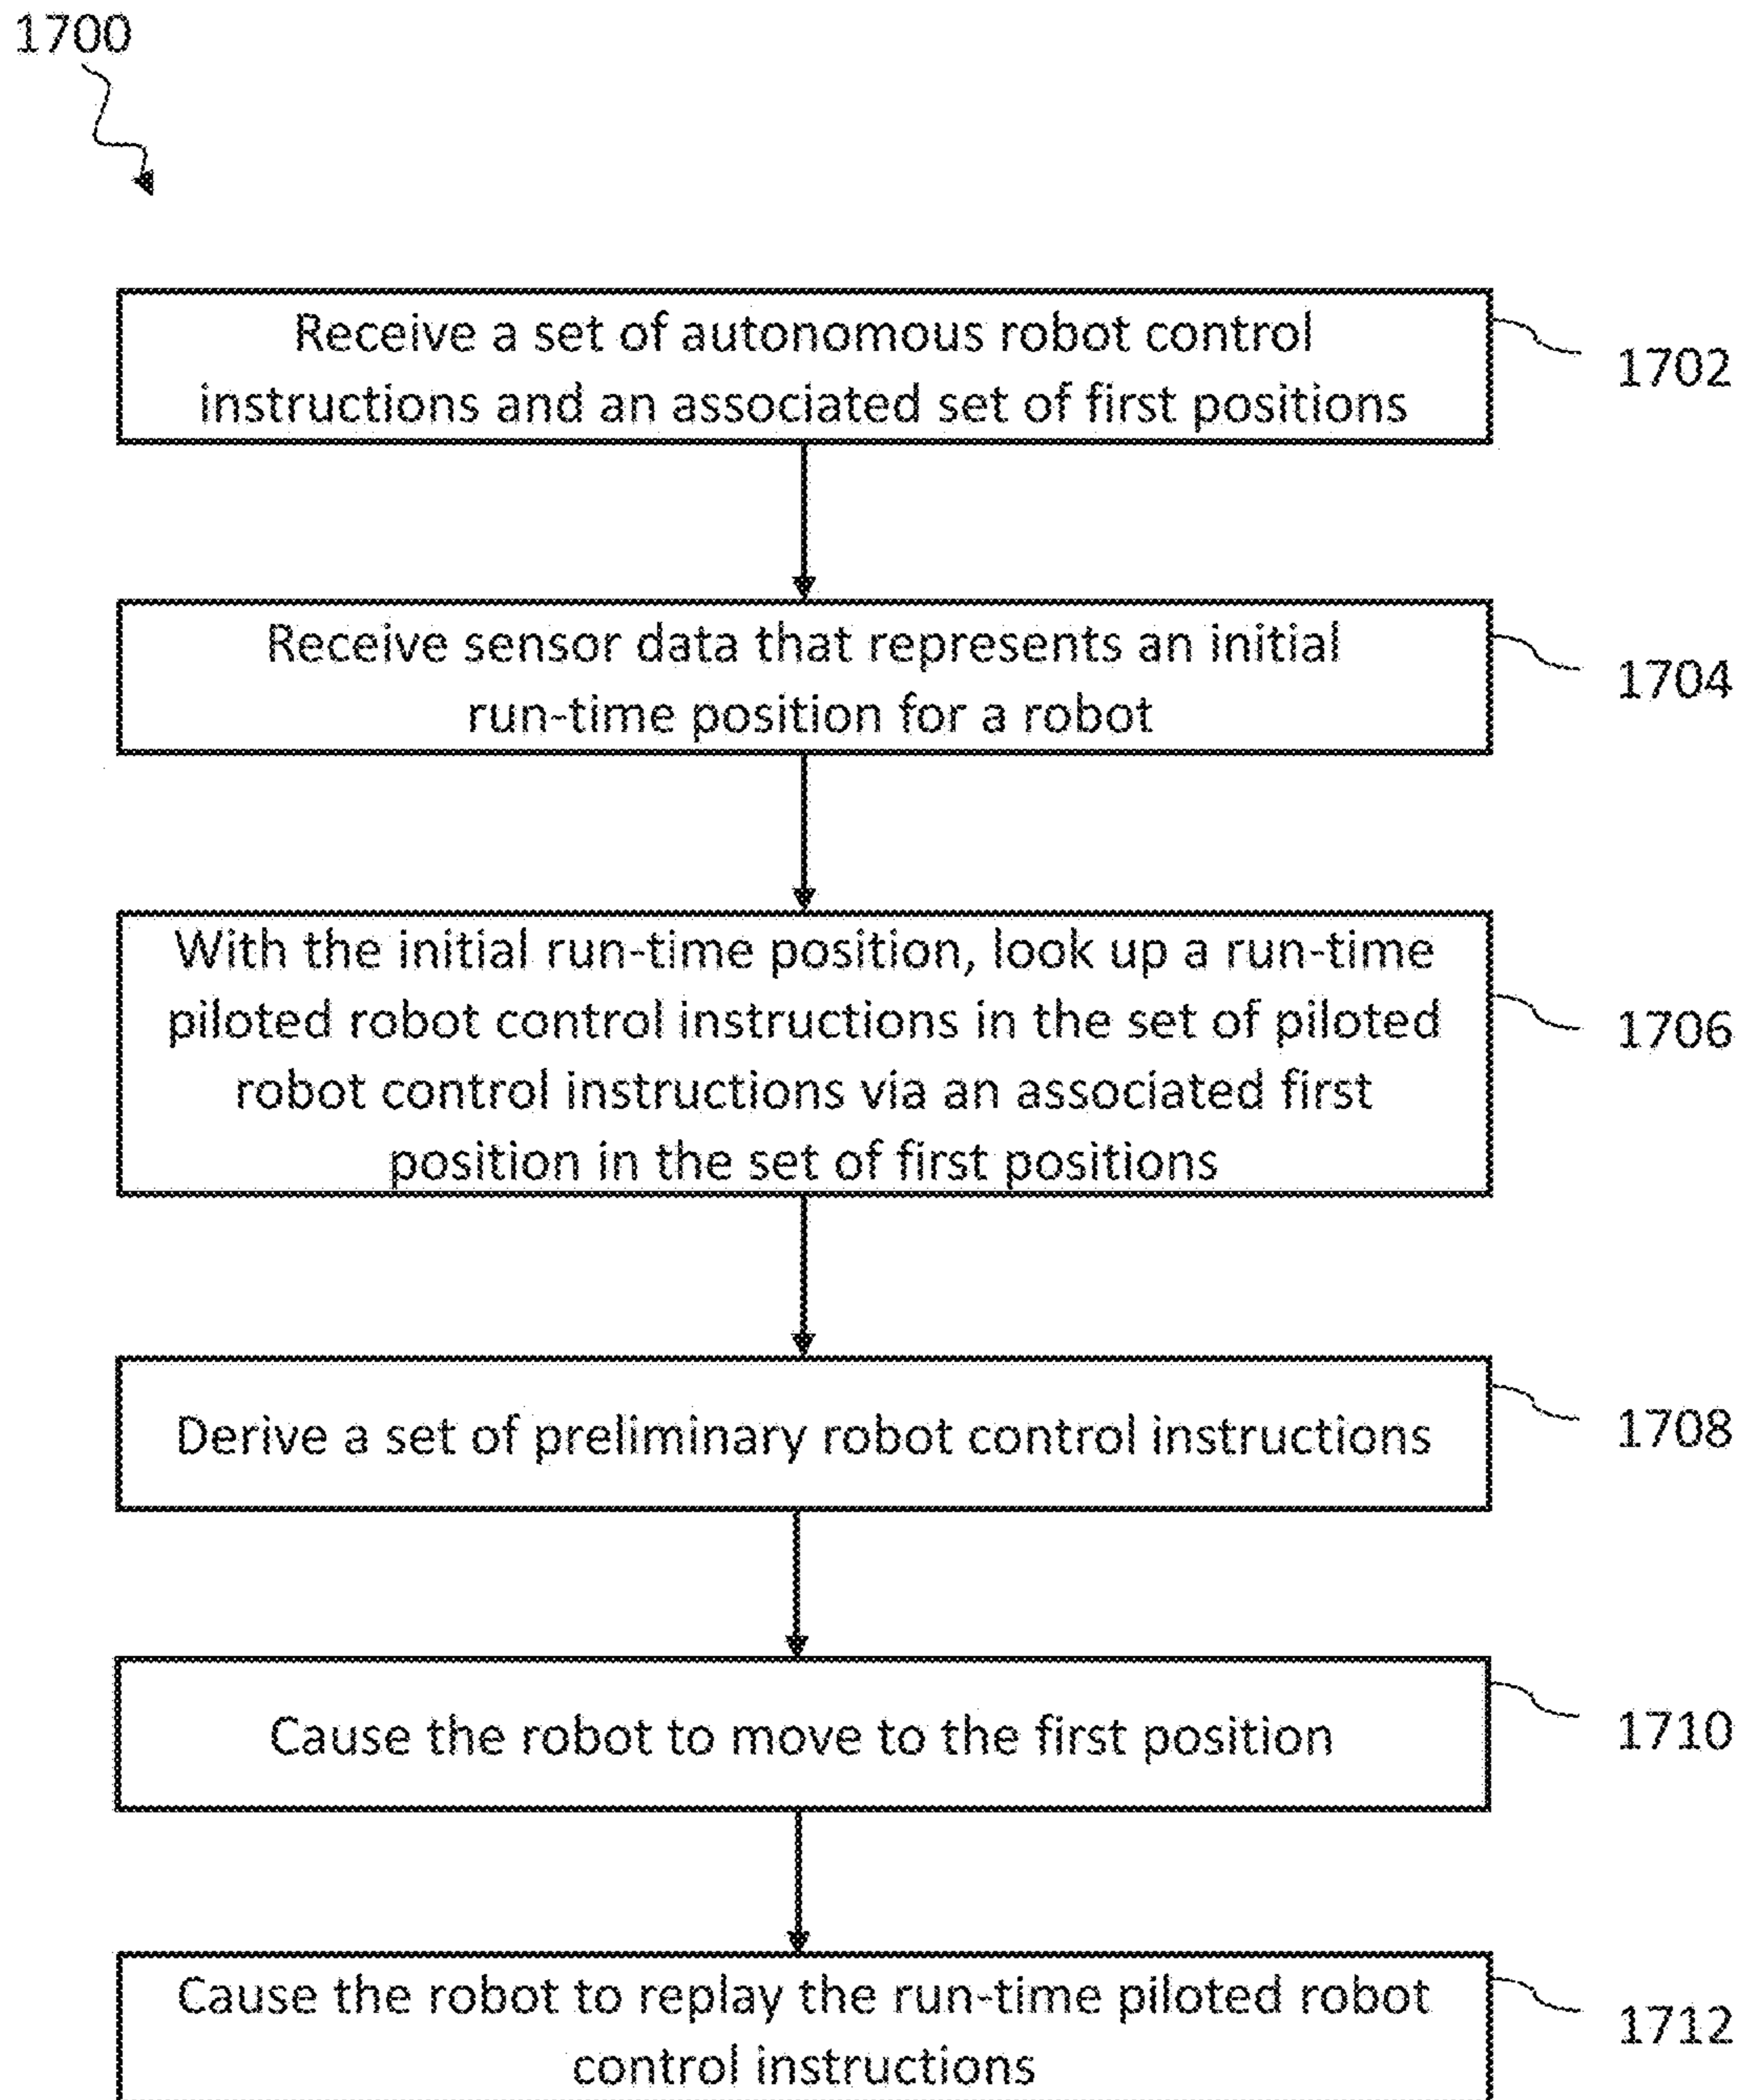 1700
Receive a set of autonomous robot control
instructions and an associated set of first positions
1702
Receive sensor data that represents an initial
run-time position for a robot
1704
With the initial run-time position, look up a run-time
piloted robot control instructions in the set of piloted
robot control instructions via an associated first
position in the set of first positions
1706
Derive a set of preliminary robot control instructions
1708
Cause the robot to move to the first position
1710
Cause the robot to replay the run-time piloted robot
control instructions
1712